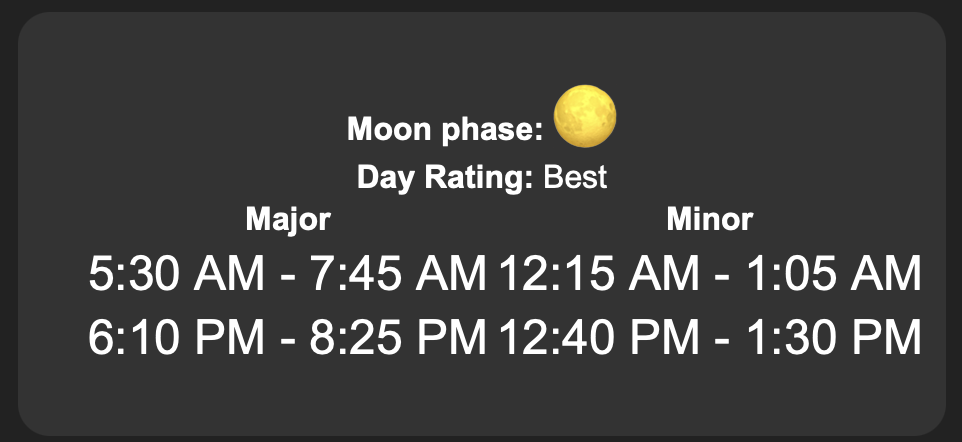 Moon phase:
Day Rating: Best
Major Minor
5:30 AM - 7:45 AM 12:15 AM - 1:05 AM
6:10 PM - 8:25 PM 12:40 PM - 1:30 PM